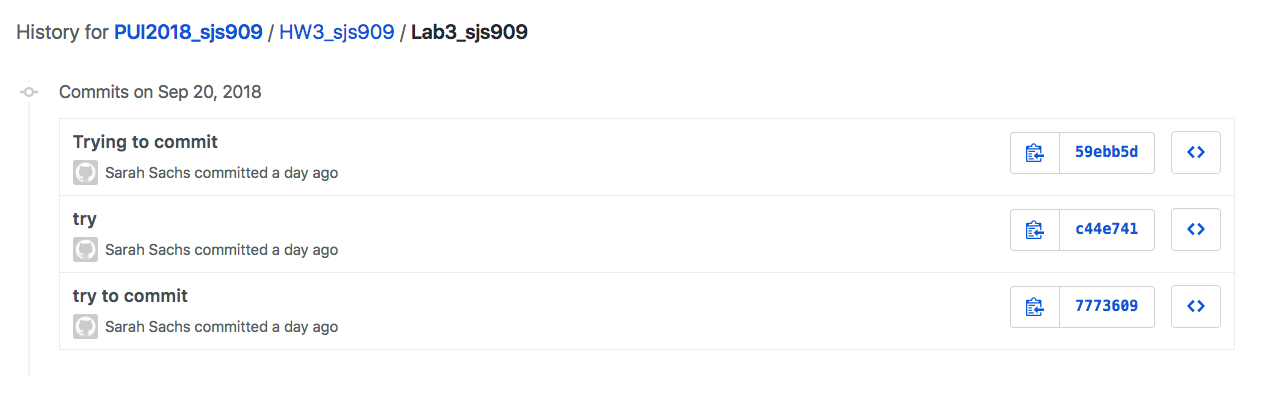 History for PUI2018_sjs909 / HW3_sjs909 / Lab3_sjs909
Commits on Sep 20, 2018
Trying to commit
59ebb5d
Sarah Sachs committed a day ago
try
c44e741
Sarah Sachs committed a day ago
try to commit
7773609
Sarah Sachs committed a day ago